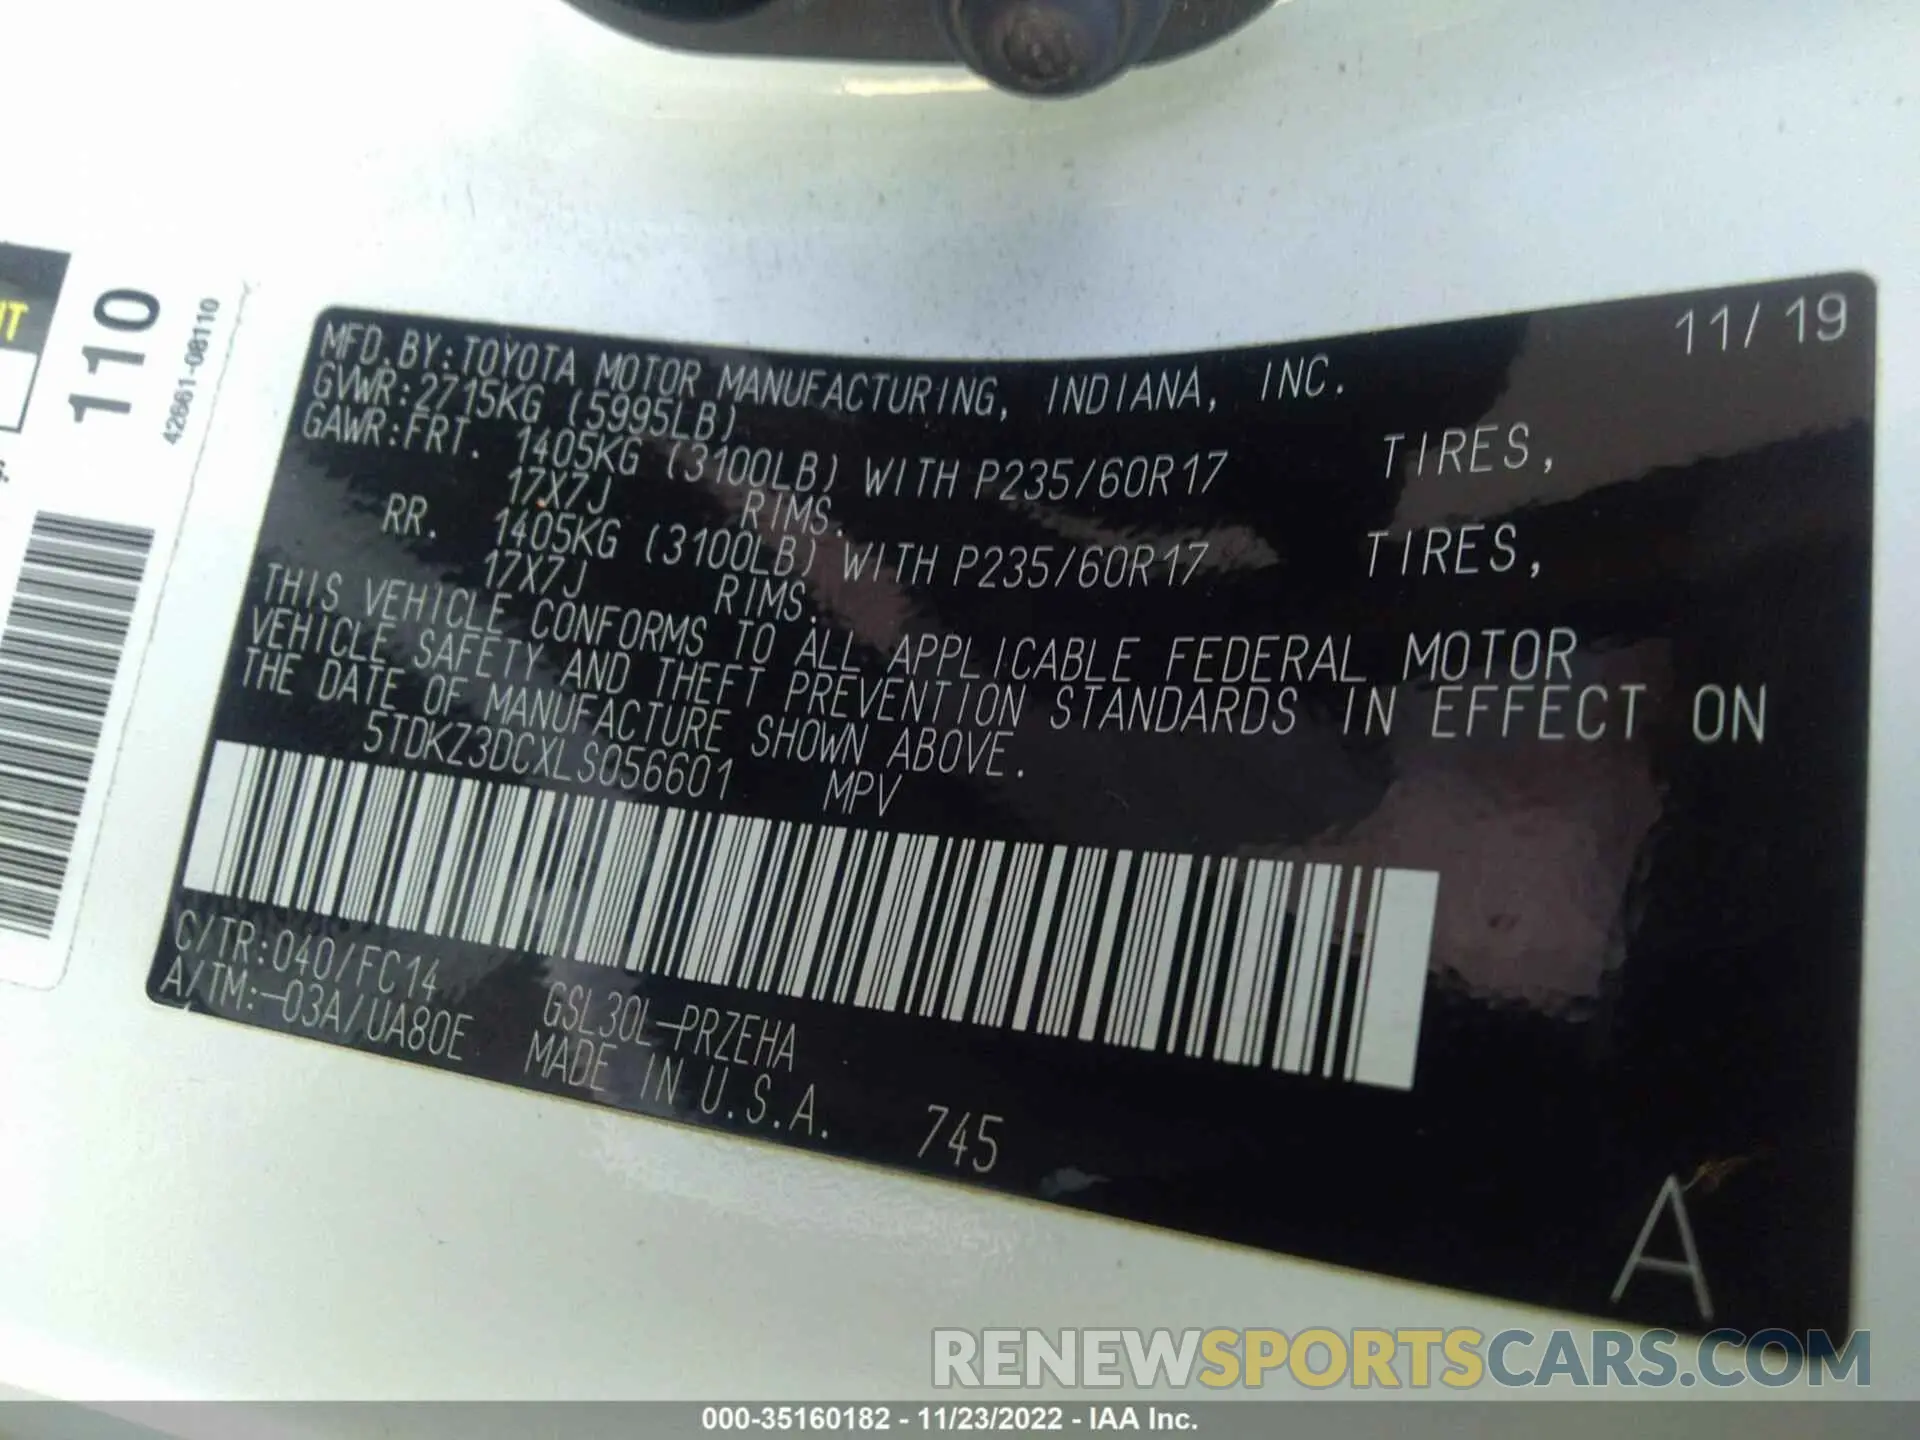 11/19
MFD.BY:TOYOTA MOTOR MANUFACTURING, INDIANA, INC.
GVWR:2715KG (5995LB)
GAWR:FRT. 1405KG (3100LB) WITH P235/60R17 TIRES,
17X7J RIMS.
RR. 1405KG (3100LB) WITH P235/60R17 TIRES,
17X7J RIMS.
THIS VEHICLE CONFORMS TO ALL APPLICABLE FEDERAL MOTOR
VEHICLE SAFETY AND THEFT PREVENTION STANDARDS IN EFFECT ON
THE DATE OF MANUFACTURE SHOWN ABOVE.
5TDKZ3DCXLS056601 MPV
C/TR:040/FC14 GSL30L-PRZEHA
A/TM:-03A/UA80E MADE IN U.S.A. 745
A
110
42661-08110
RENEWSPORTSCARS.COM
000-35160182 - 11/23/2022 - IAA Inc.